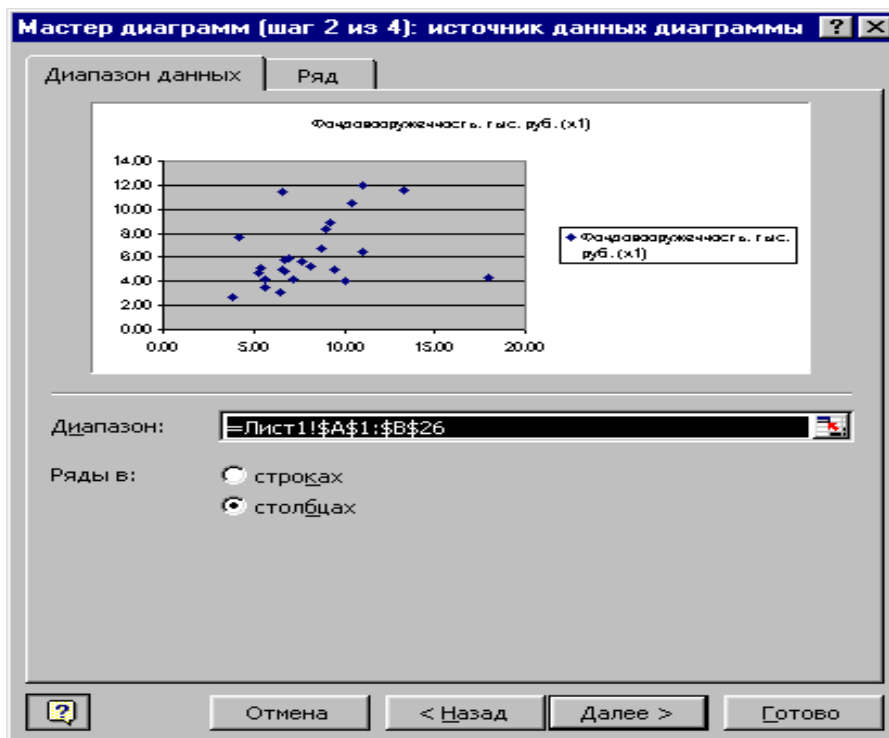 Мастер диаграмм (шаг 2 из 4): источник данных диаграммы
Диапазон данных
Ряд
Фондовооруженность, тыс. руб. (x1)
14.00
12.00
10.00
8.00
6.00
4.00
2.00
0.00
0.00 5.00 10.00 15.00 20.00
Фондовооруженность, тыс.
руб. (x1)
Диапазон: =Лист1!$A$1:$B$26
Ряды в: строках
столбцах
? Отмена < Назад Далее > Готово